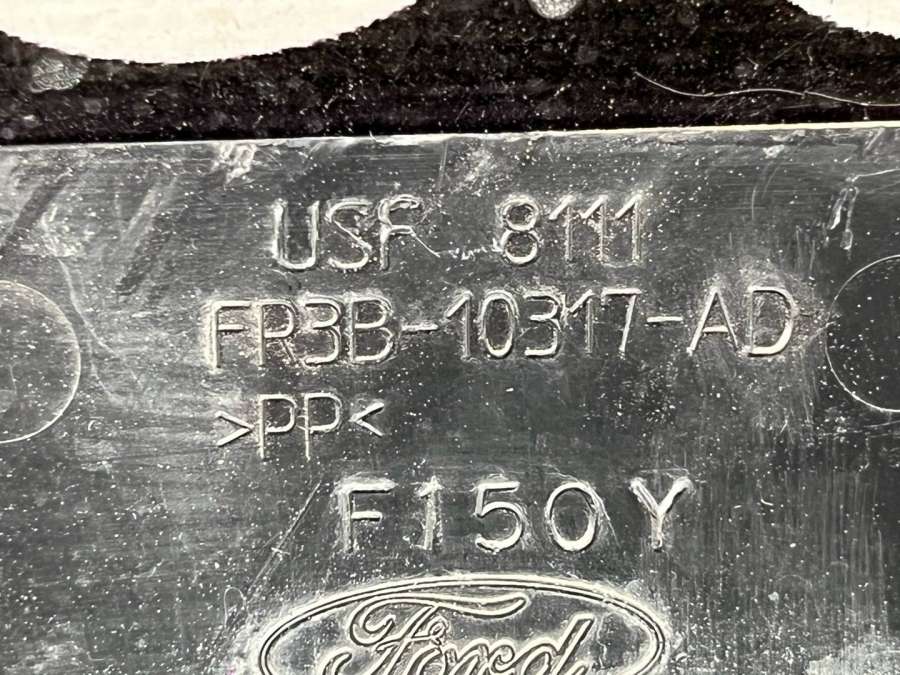 USF 8111
FR3B-10317-AD
>PP<
F150Y
Ford